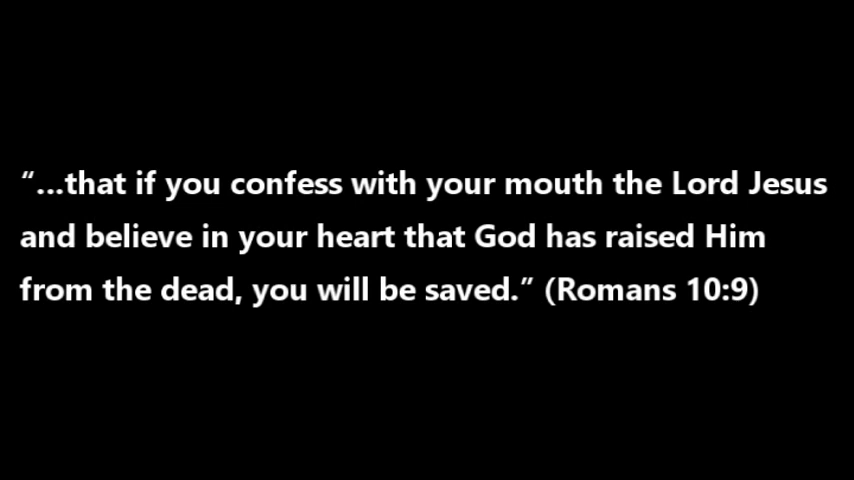 “...that if you confess with your mouth the Lord Jesus
and believe in your heart that God has raised Him
from the dead, you will be saved.” (Romans 10:9)